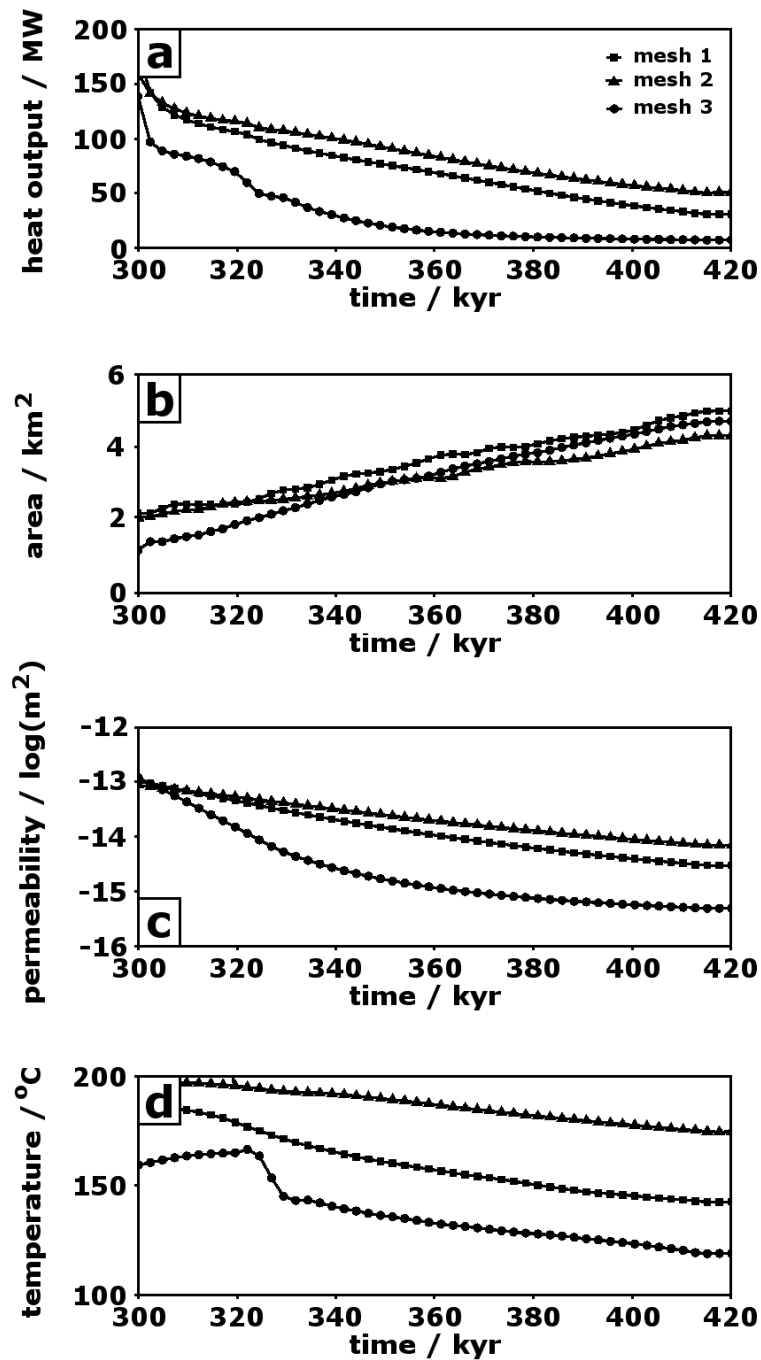 a
heat output / MW
200
150
100
50
0
mesh 1
mesh 2
mesh 3
300 320 340 360 380 400 420
time / kyr
b
area / km²
6
4
2
0
300 320 340 360 380 400 420
time / kyr
c
permeability / log(m²)
-12
-13
-14
-15
-16
300 320 340 360 380 400 420
time / kyr
d
temperature / °C
200
150
100
300 320 340 360 380 400 420
time / kyr